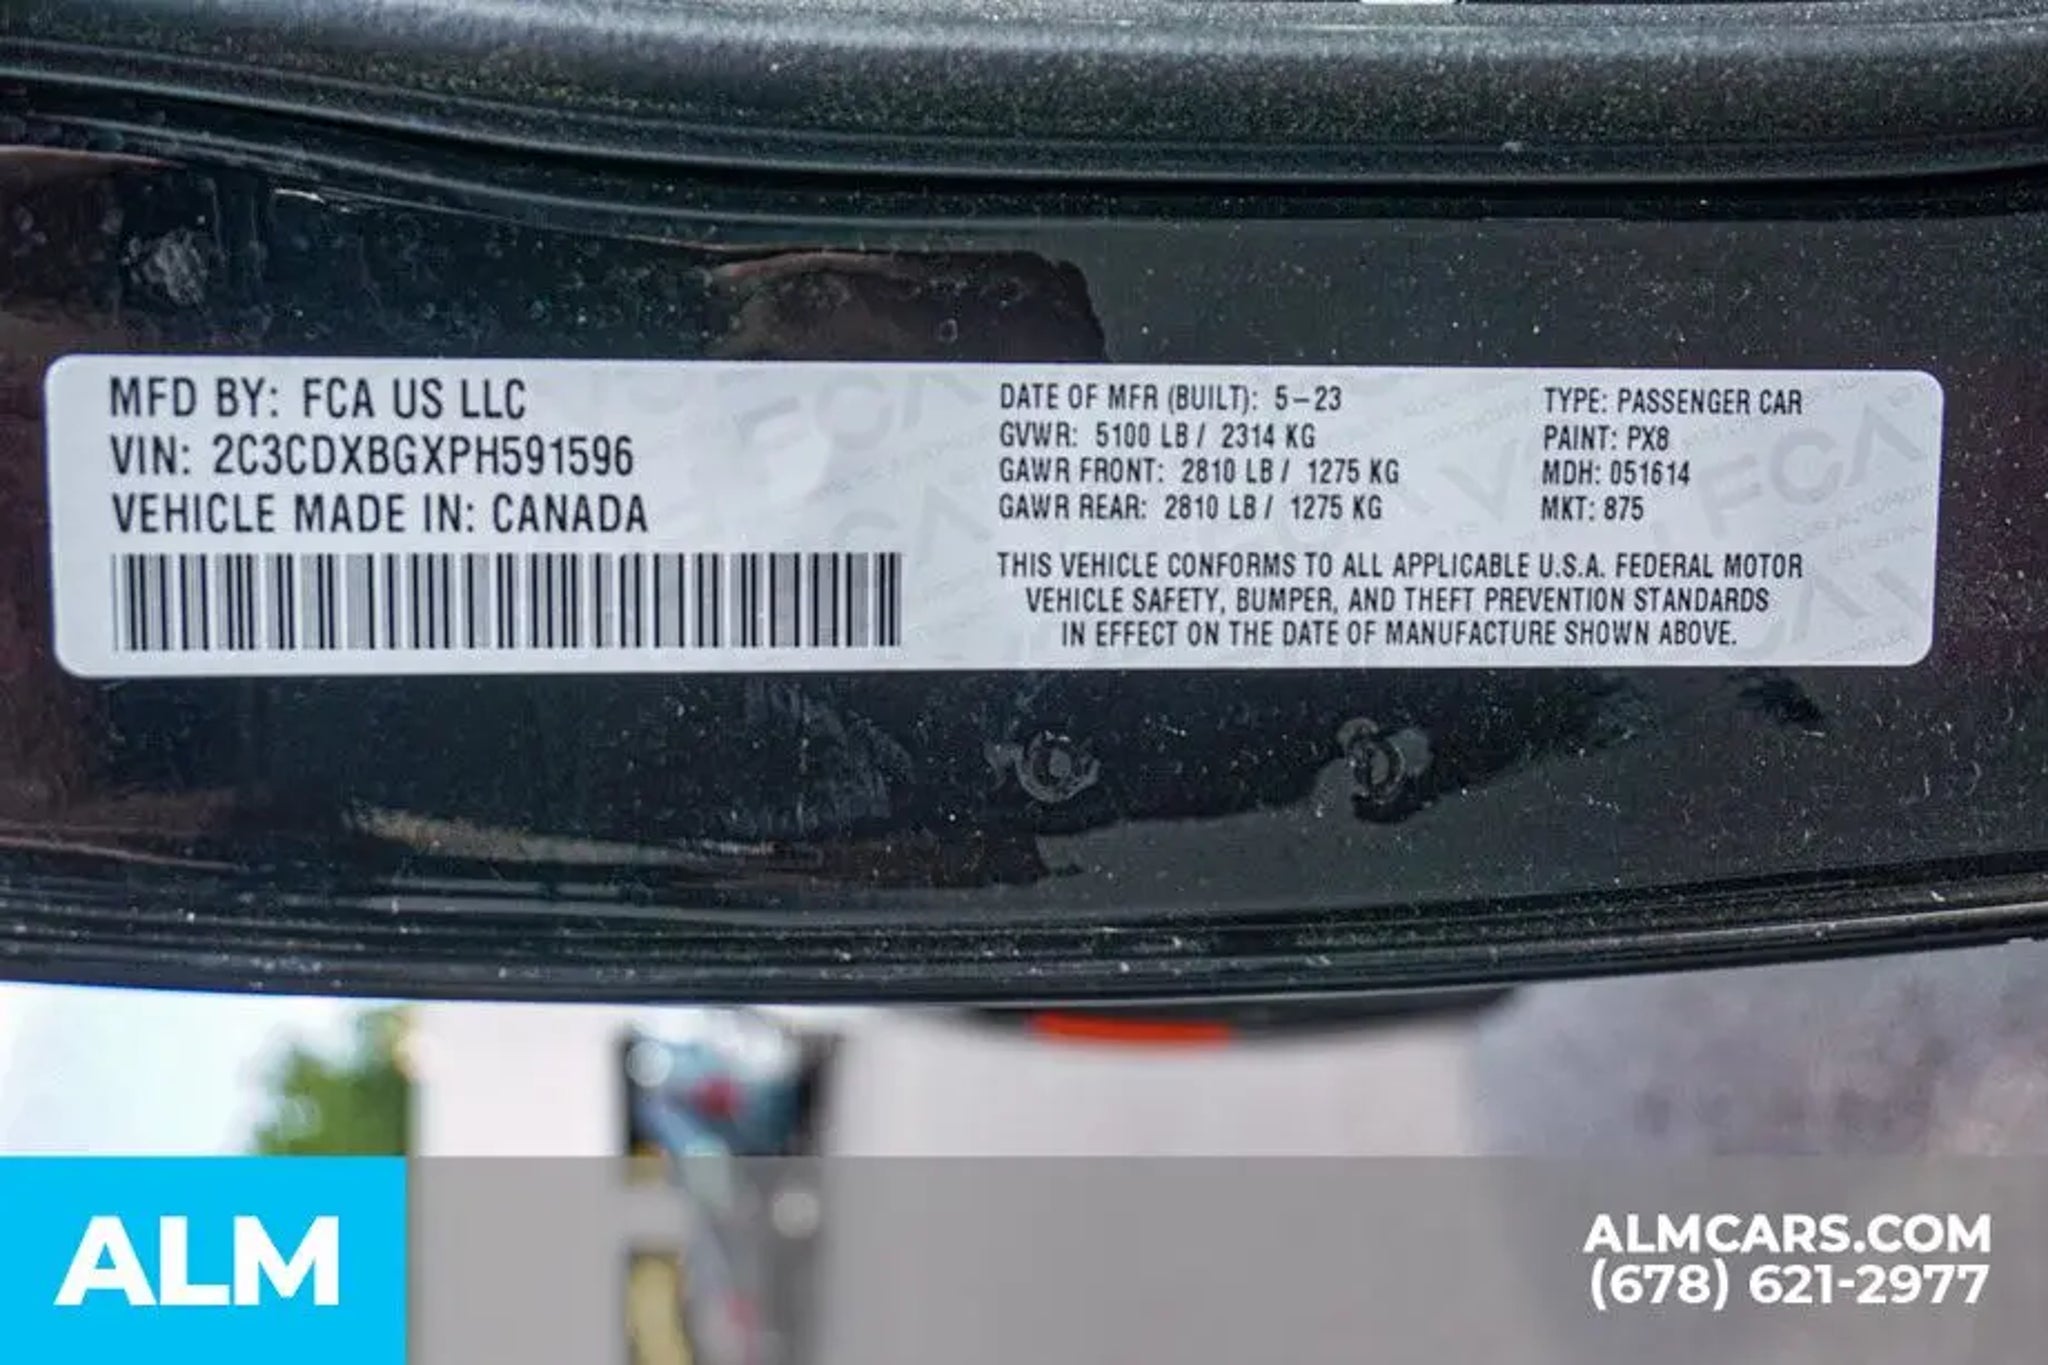 MFD BY: FCA US LLC
VIN: 2C3CDXBGXPH591596
VEHICLE MADE IN: CANADA
DATE OF MFR (BUILT): 5-23
GVWR: 5100 LB / 2314 KG
GAWR FRONT: 2810 LB / 1275 KG
GAWR REAR: 2810 LB / 1275 KG
TYPE: PASSENGER CAR
PAINT: PX8
MDH: 051614
MKT: 875
THIS VEHICLE CONFORMS TO ALL APPLICABLE U.S.A. FEDERAL MOTOR
VEHICLE SAFETY, BUMPER, AND THEFT PREVENTION STANDARDS
IN EFFECT ON THE DATE OF MANUFACTURE SHOWN ABOVE.
ALM
ALMCARS.COM
(678) 621-2977